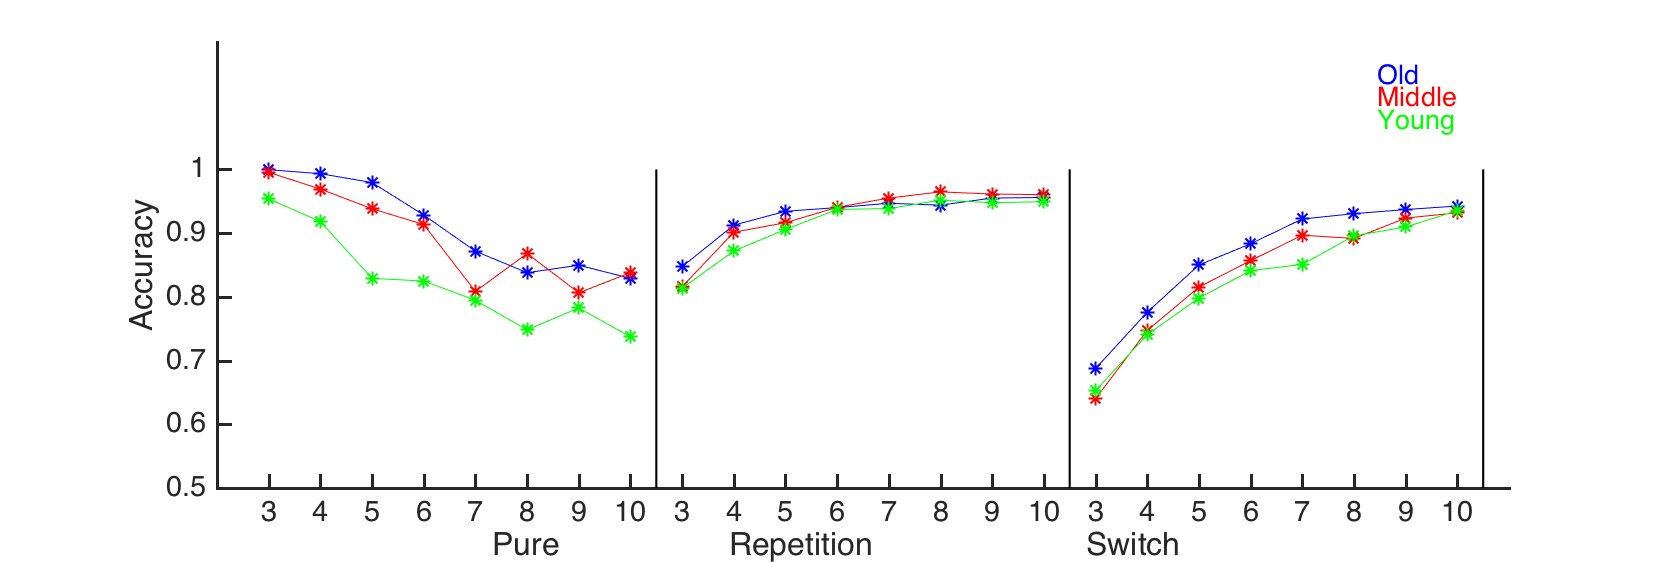 Old
Middle
Young
Accuracy
1
0.9
0.8
0.7
0.6
0.5
3 4 5 6 7 8 9 10 3 4 5 6 7 8 9 10 3 4 5 6 7 8 9 10
Pure Repetition Switch